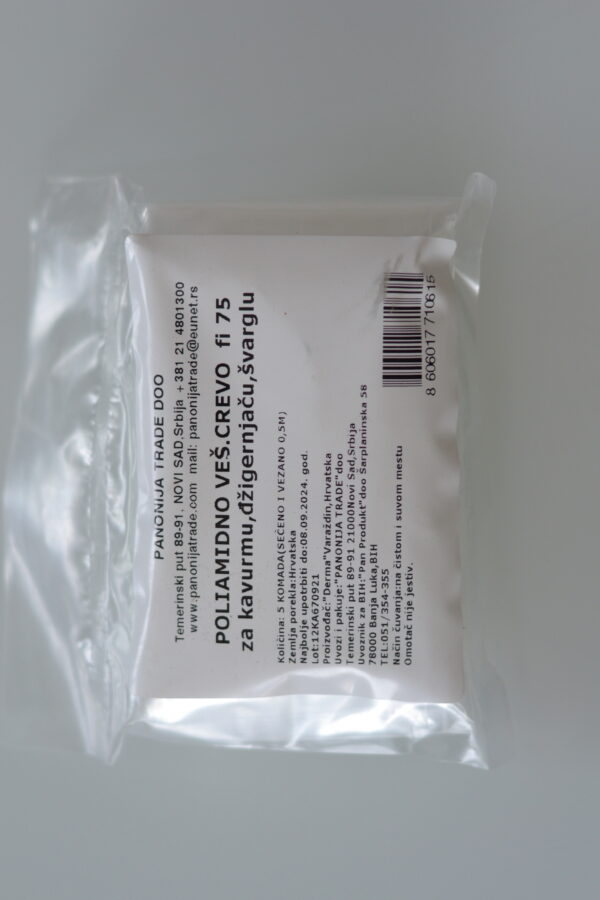 PANONIJA TRADE DOO
Temerinski put 89-91, NOVI SAD,Srbija +381 21 4801300
www.panonijatrade.com mail: panonijatrade@eunet.rs
POLIAMIDNO VEŠ.CREVO fi 75
za kavurmu,džigernjaču,švarglu
Količina: 5 KOMADA(SEČENO I VEZANO 0,5M)
Zemlja porekla:Hrvatska
Najbolje upotrbiti do:08.09.2024. god.
Lot:12KA670921
Proizvođač:"Derma"Varaždin,Hrvatska
Uvozi i pakuje:"PANONIJA TRADE"doo
Temerinski put 89-91 21000Novi Sad,Srbija
Uvoznik za BIH:"Pan Produkt"doo Šarplaninska 5B
78000 Banja Luka,BIH
TEL:051/354-355
Način čuvanja:na čistom i suvom mestu
Omotač nije jestiv.
8 606017 710615